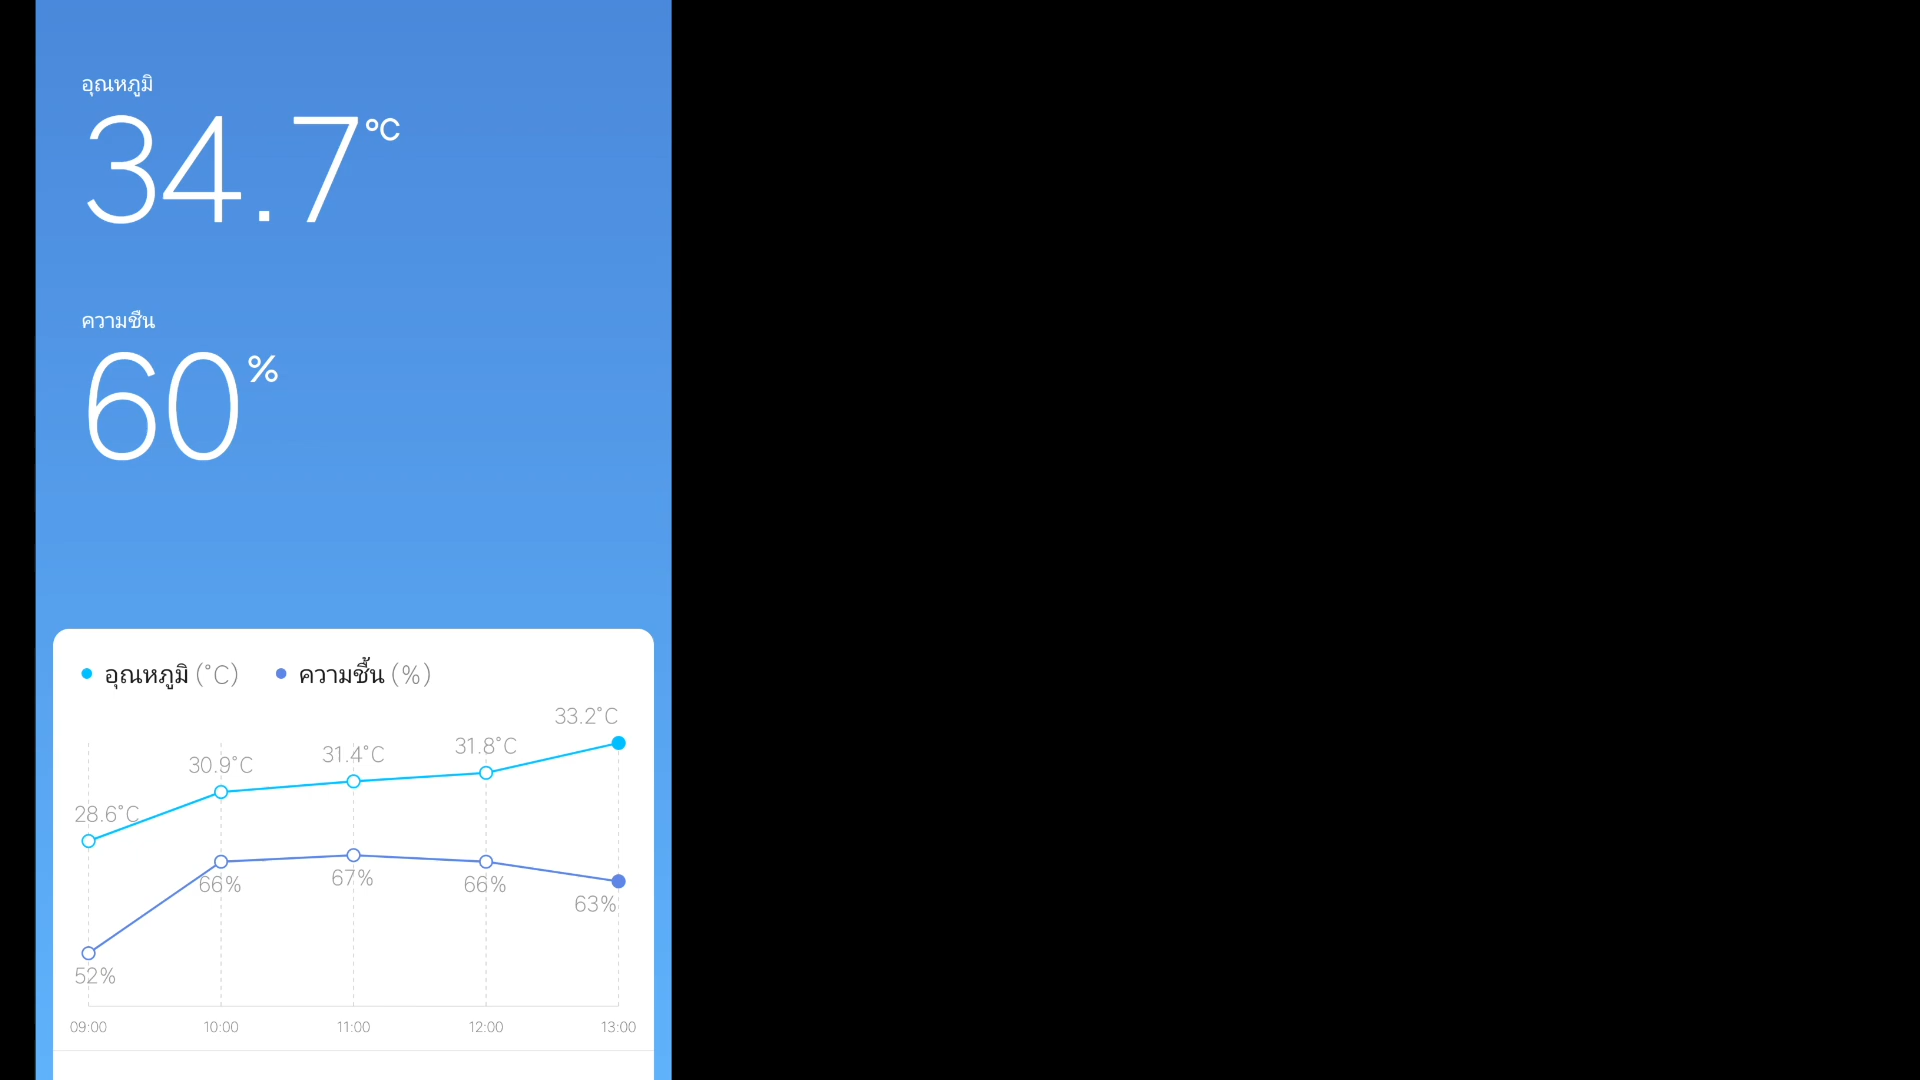 อุณหภูมิ
34.7°C
ความชื้น
60%
อุณหภูมิ (°C) ความชื้น (%)
33.2°C
31.8°C
31.4°C
30.9°C
28.6°C
67%
66% 66%
63%
52%
09:00 10:00 11:00 12:00 13:00